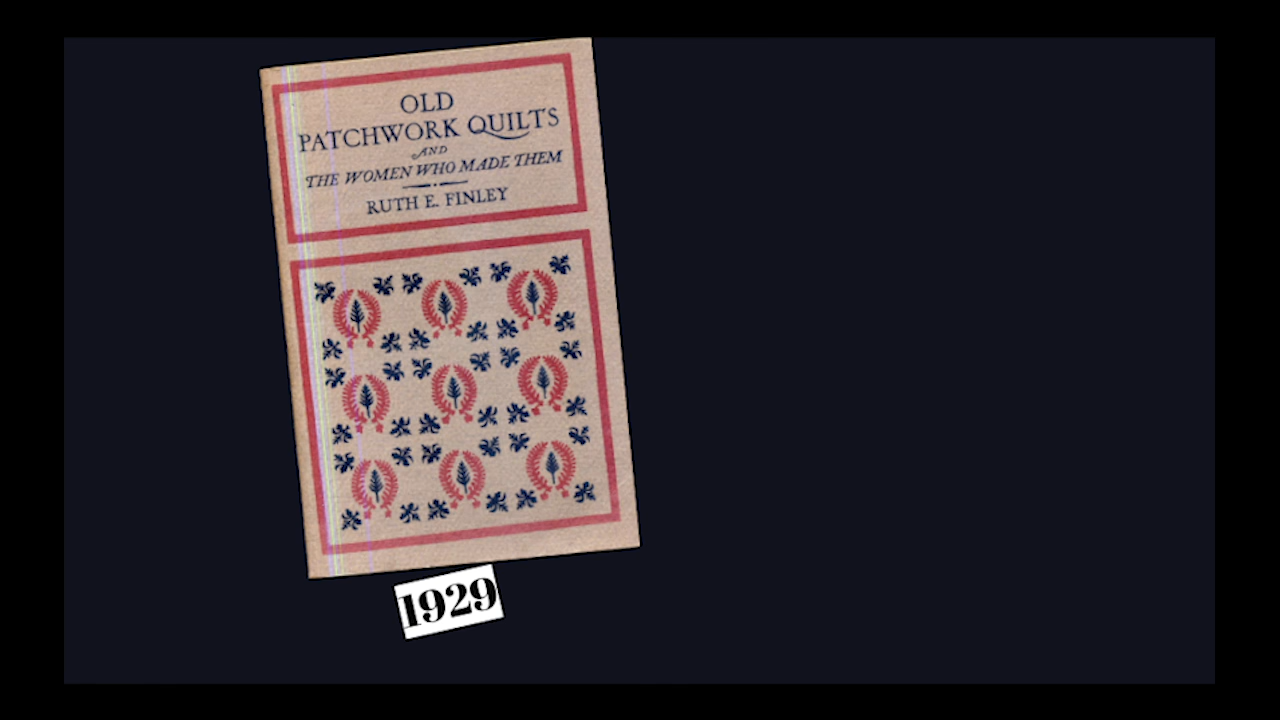 OLD
PATCHWORK QUILTS
AND
THE WOMEN WHO MADE THEM
RUTH E. FINLEY
1929